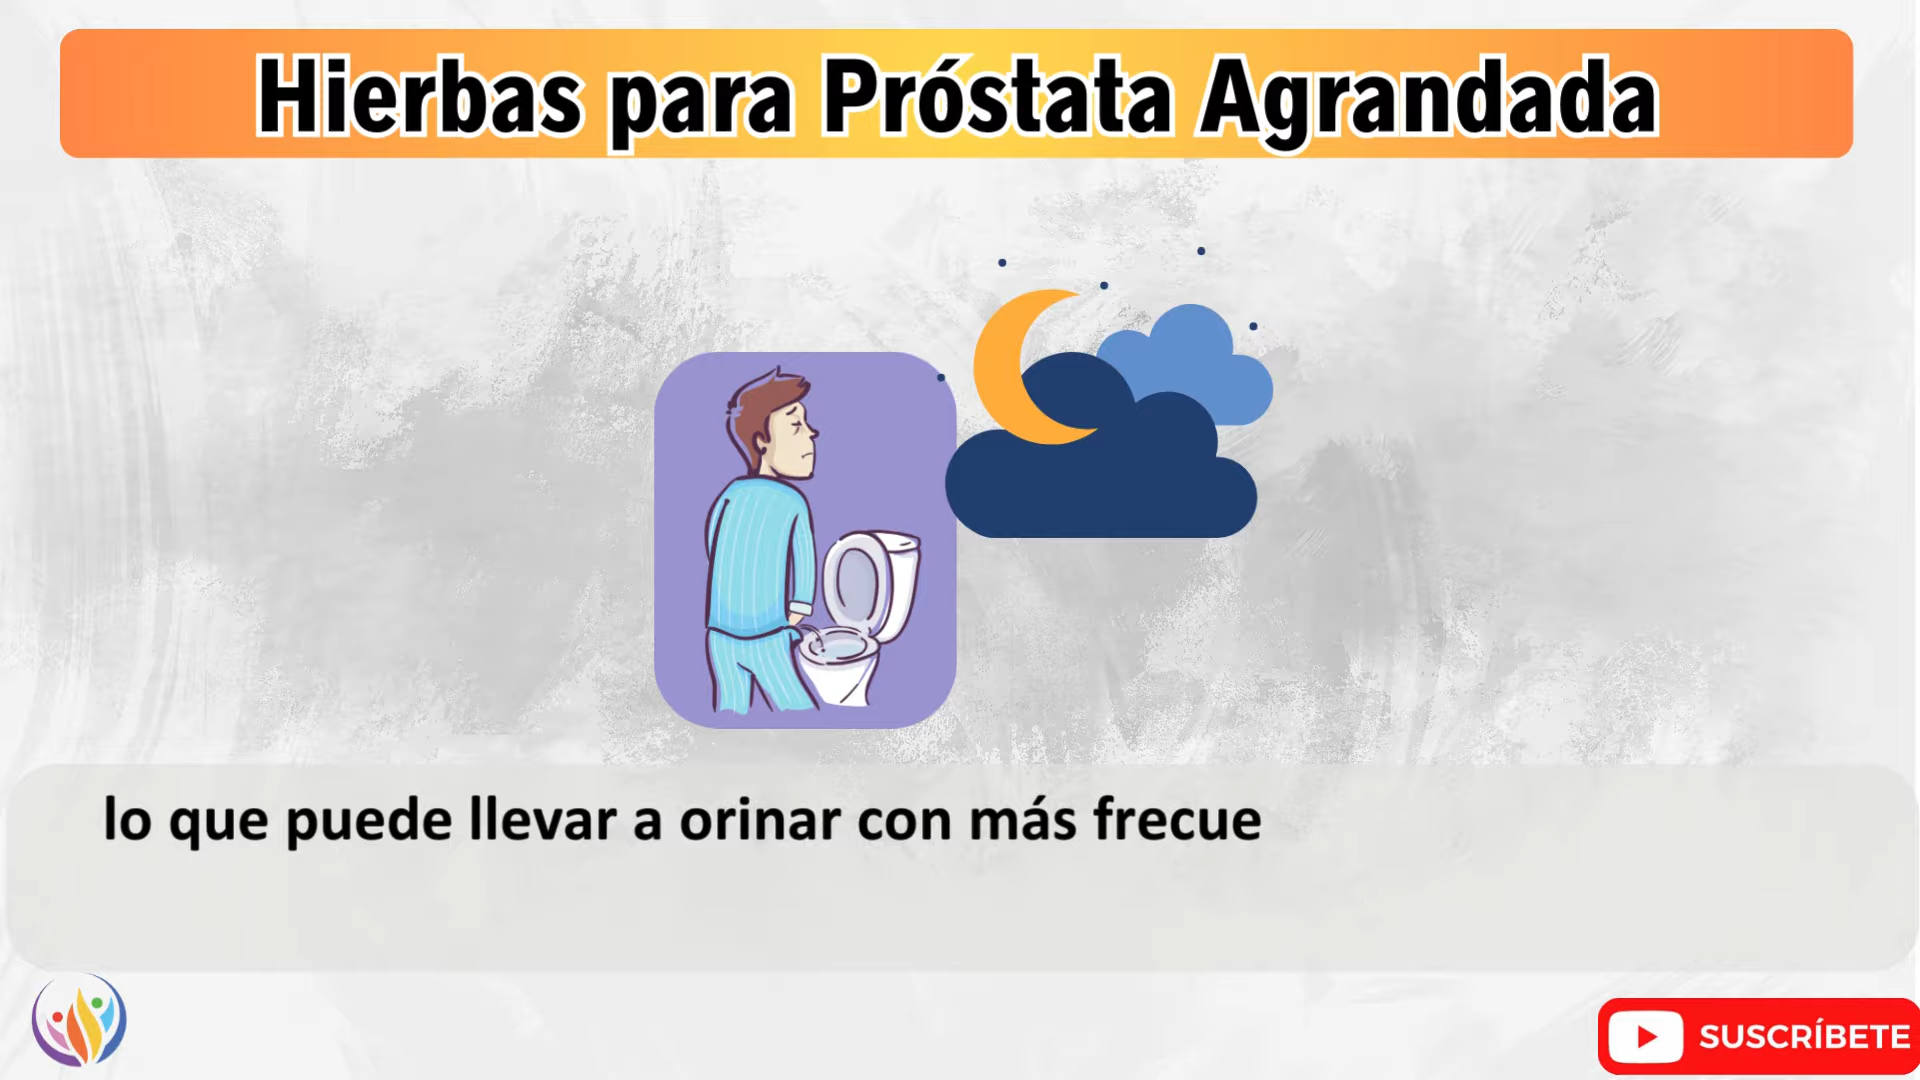 Hierbas para Próstata Agrandada
lo que puede llevar a orinar con más frecue
SUSCRÍBETE